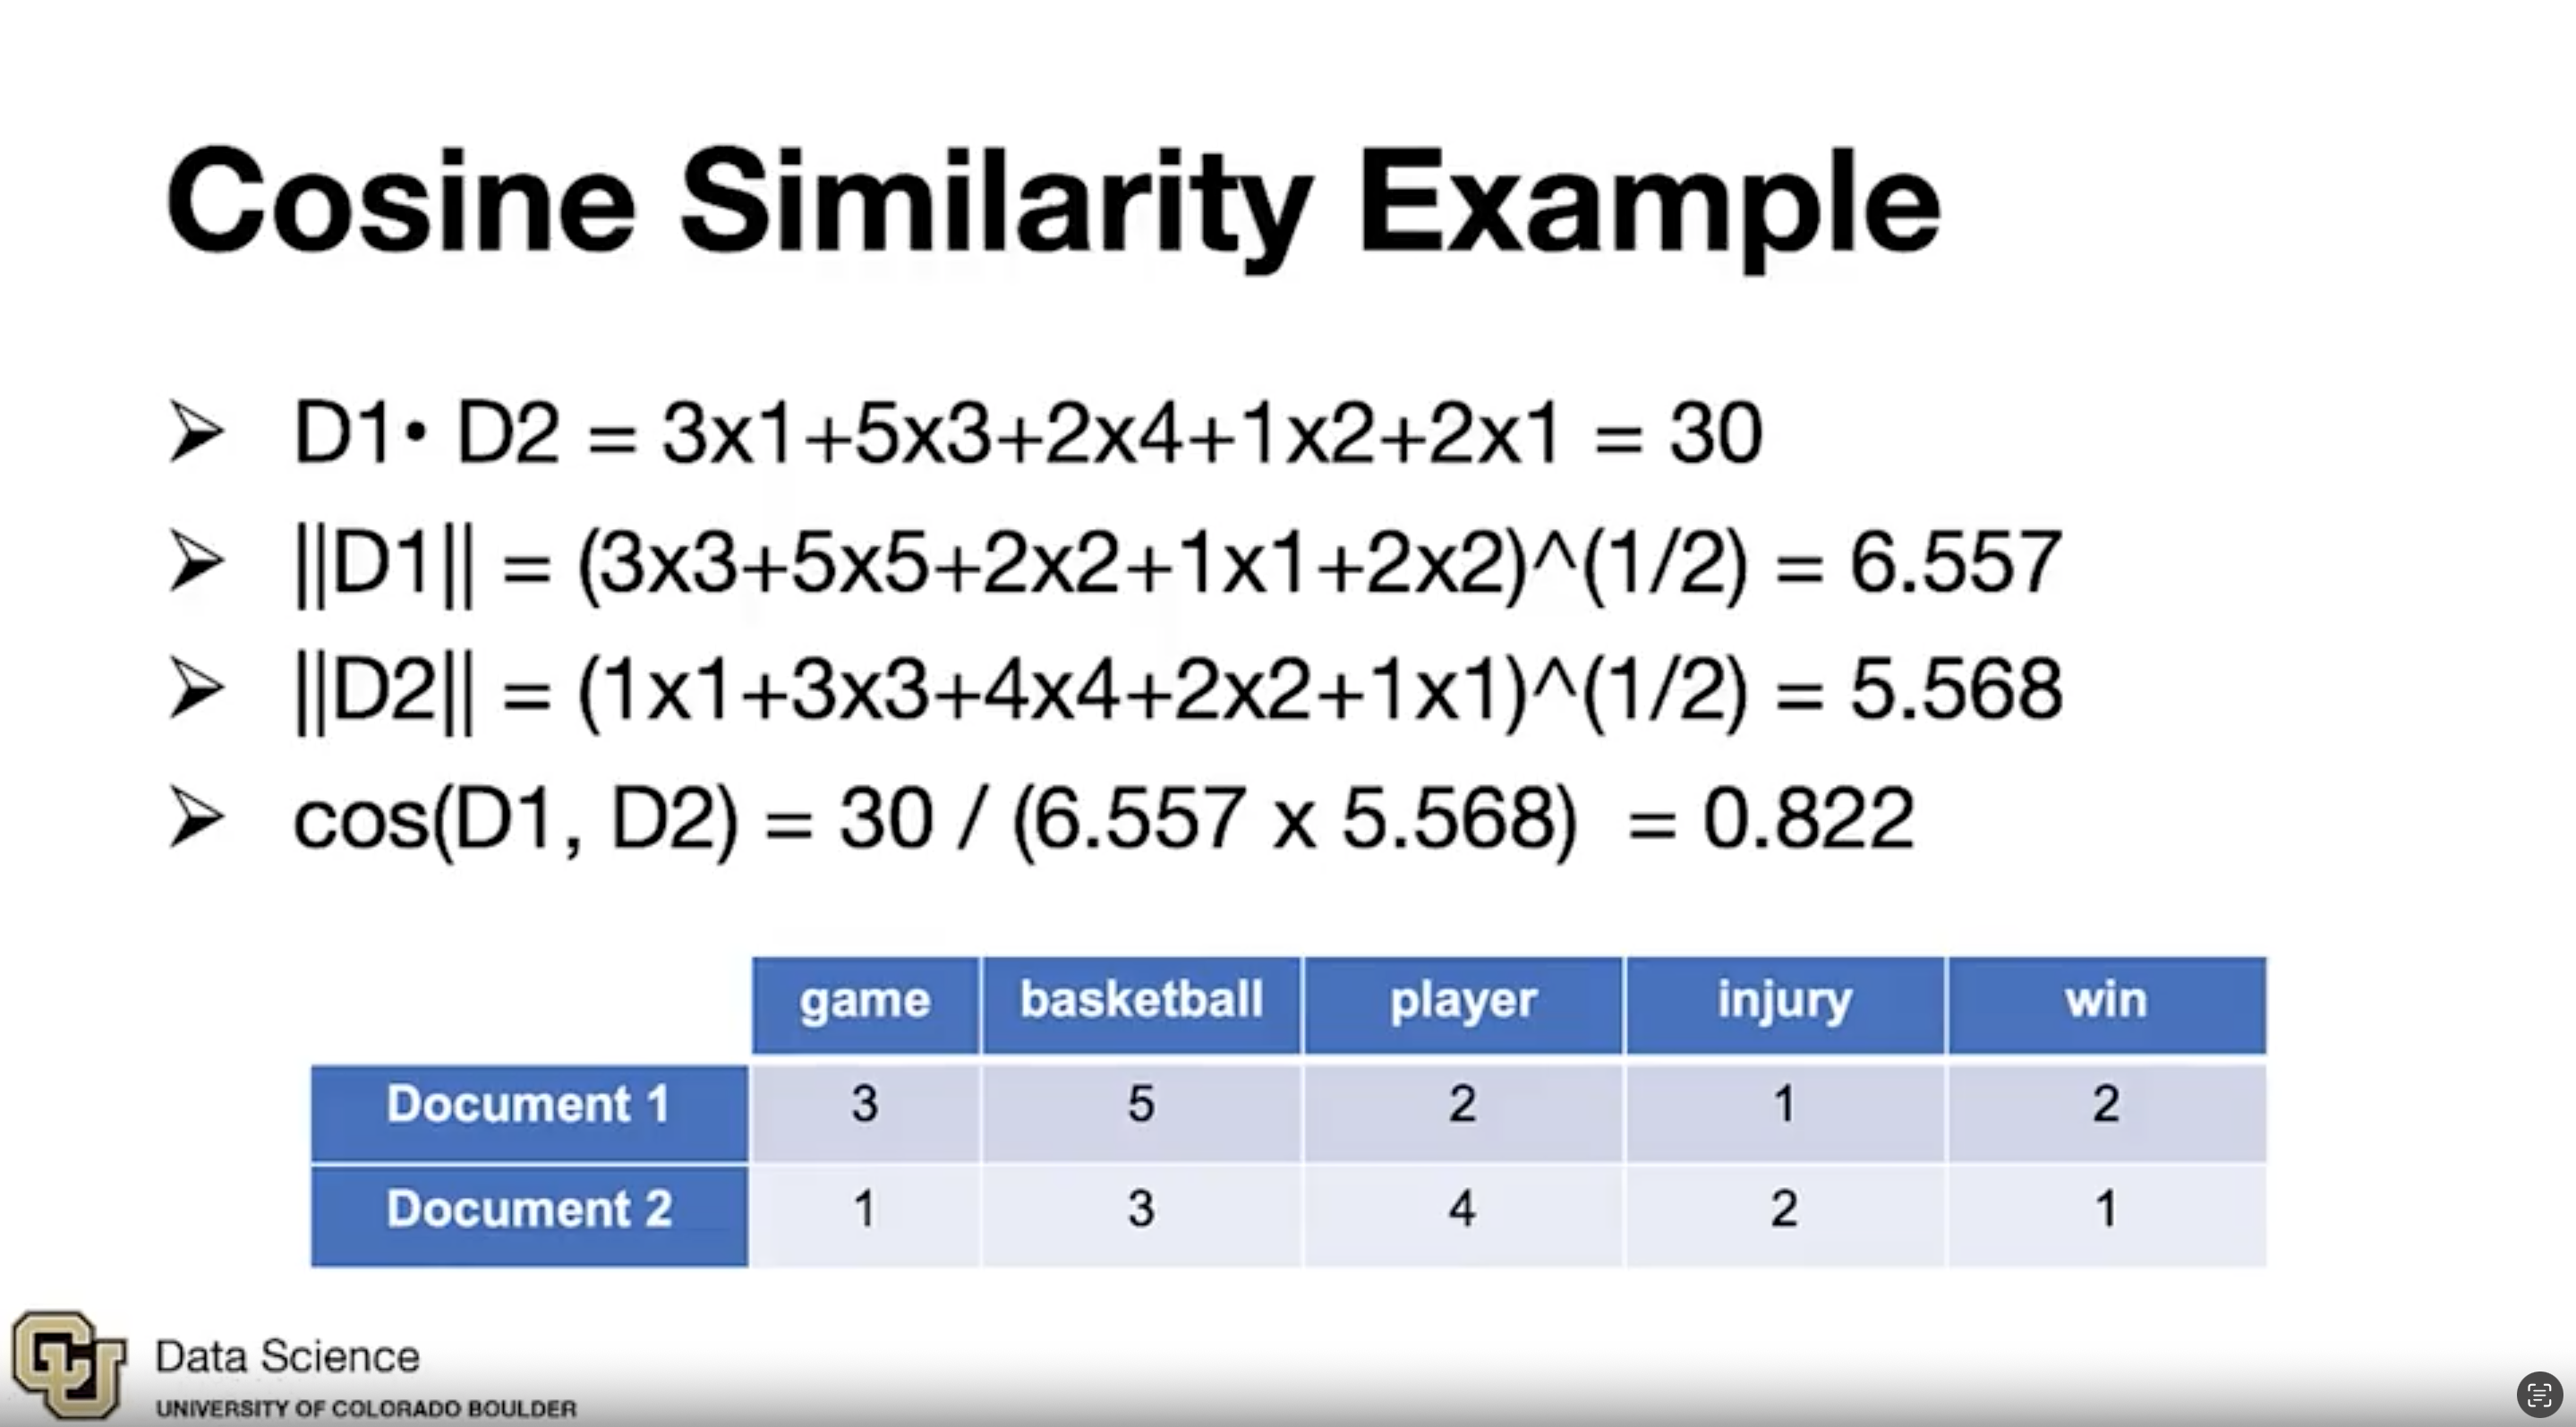 Cosine Similarity Example
➢ D1• D2 = 3x1+5x3+2x4+1x2+2x1 = 30
➢ ||D1|| = (3x3+5x5+2x2+1x1+2x2)^(1/2) = 6.557
➢ ||D2|| = (1x1+3x3+4x4+2x2+1x1)^(1/2) = 5.568
➢ cos(D1, D2) = 30 / (6.557 x 5.568) = 0.822
game basketball player injury win
Document 1 3 5 2 1 2
Document 2 1 3 4 2 1
CU Data Science
UNIVERSITY OF COLORADO BOULDER